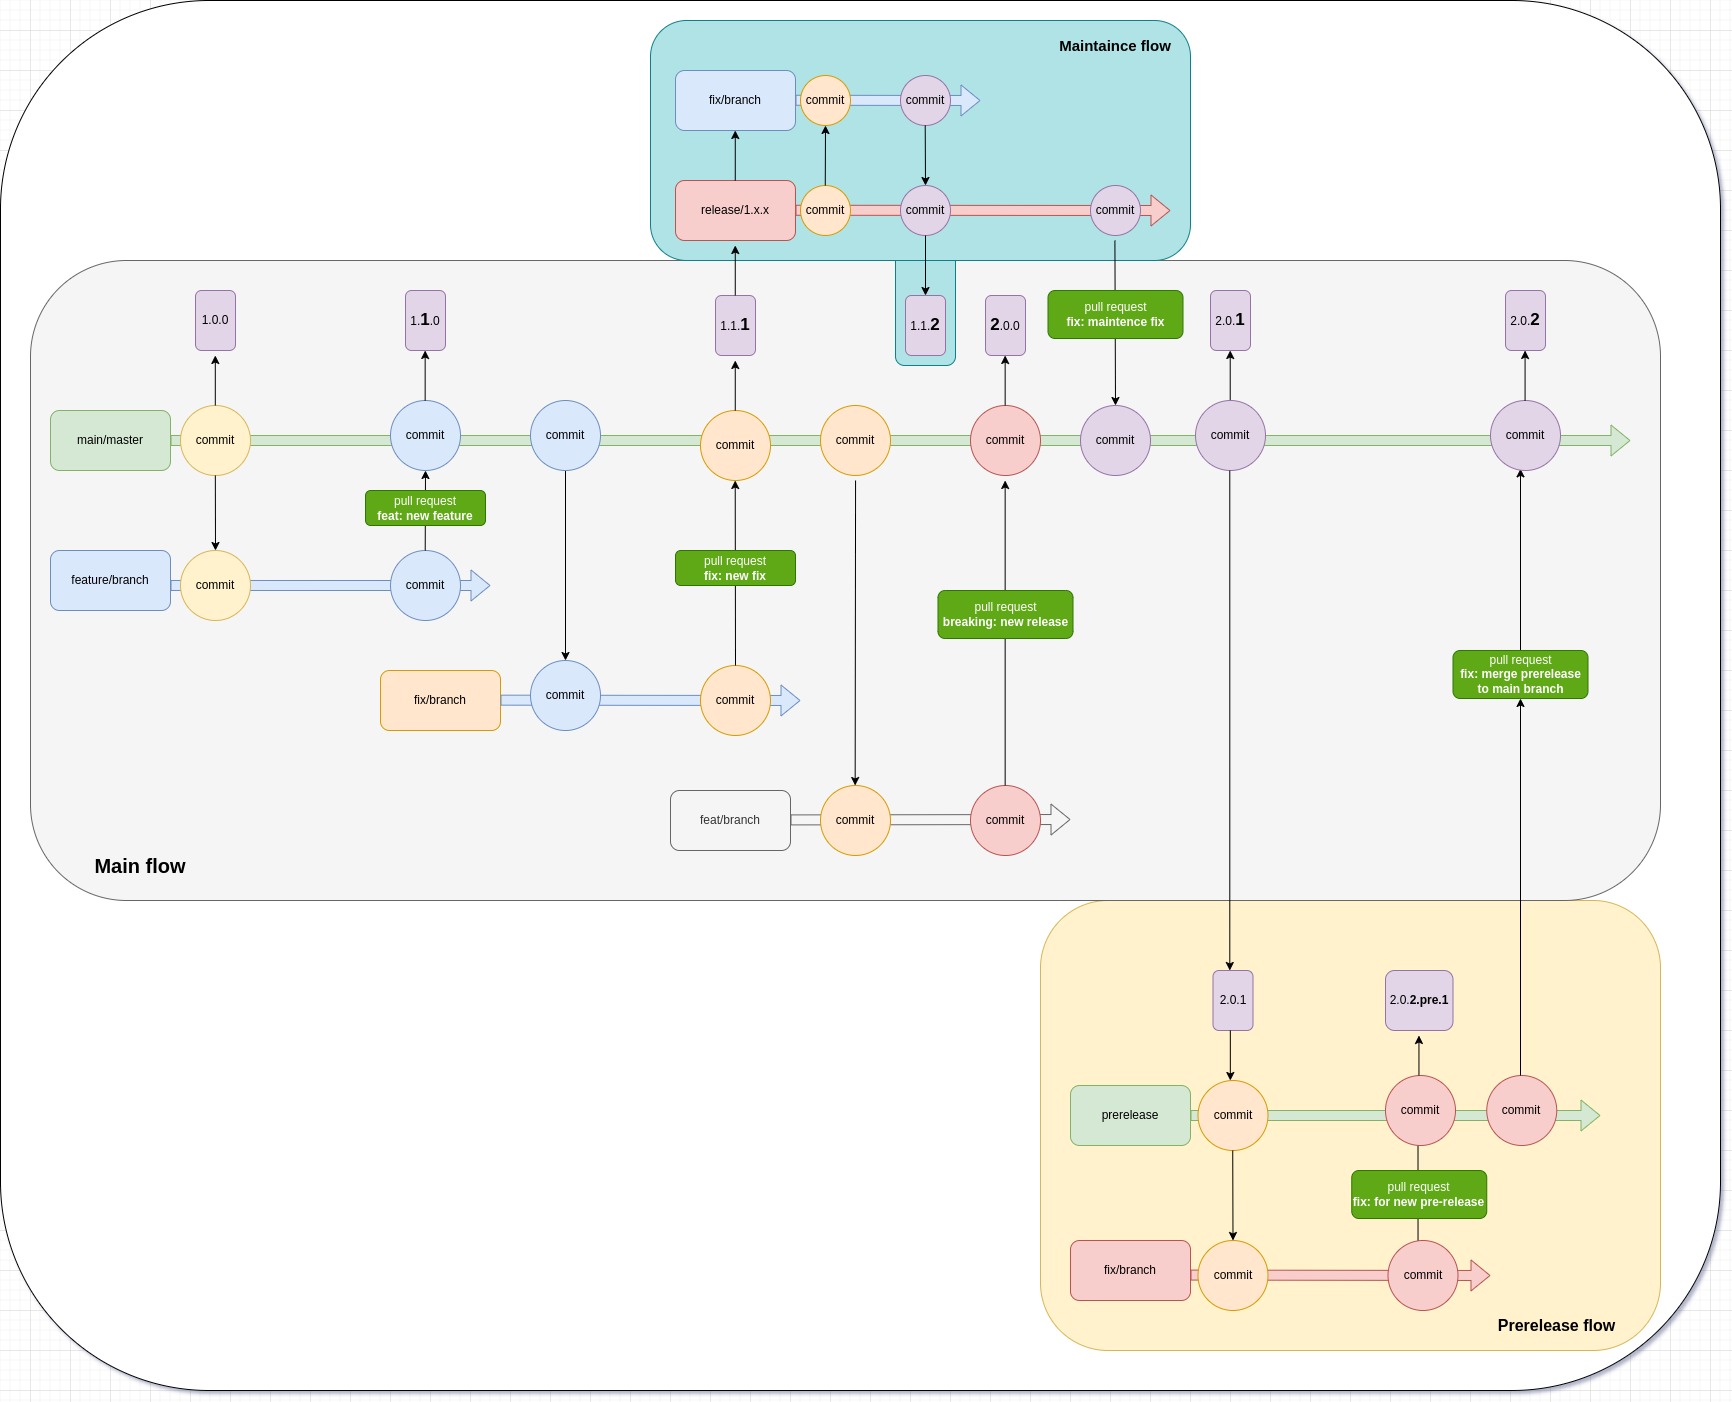 Maintaince flow
fix/branch
commit
commit
release/1.x.x
commit
commit
commit
1.0.0
1.1.0
1.1.1
1.1.2
2.0.0
pull request
fix: maintence fix
2.0.1
2.0.2
main/master
commit
commit
commit
commit
commit
commit
commit
commit
commit
pull request
feat: new feature
feature/branch
commit
commit
pull request
fix: new fix
pull request
breaking: new release
fix/branch
commit
commit
pull request
fix: merge prerelease
to main branch
feat/branch
commit
commit
Main flow
2.0.1
2.0.2.pre.1
prerelease
commit
commit
commit
pull request
fix: for new pre-release
fix/branch
commit
commit
Prerelease flow